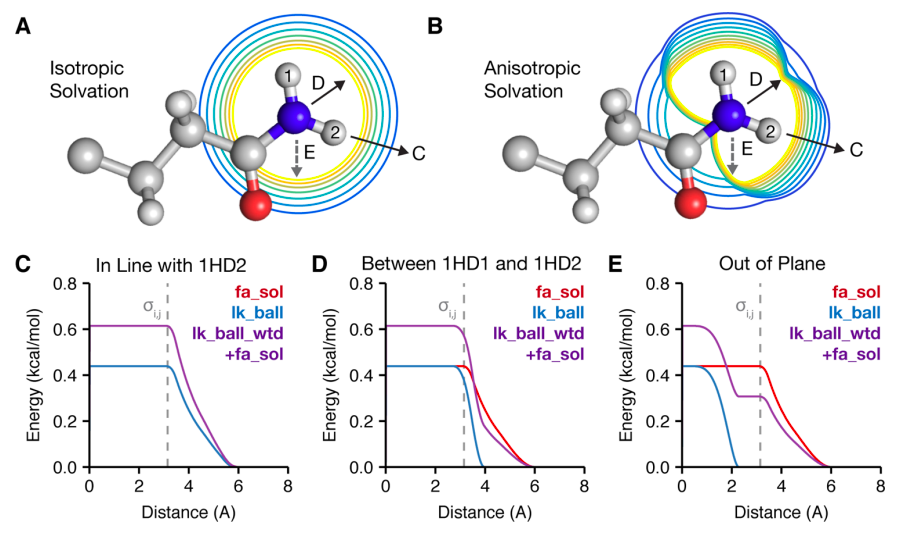 A
Isotropic
Solvation
1
D
2
E
C
B
Anisotropic
Solvation
1
D
2
E
C
C
In Line with 1HD2
0.8
0.6
0.4
0.2
0.0
Energy (kcal/mol)
σi,j
fa_sol
lk_ball
lk_ball_wtd
+fa_sol
0 2 4 6 8
Distance (A)
D
Between 1HD1 and 1HD2
0.8
0.6
0.4
0.2
0.0
Energy (kcal/mol)
σi,j
fa_sol
lk_ball
lk_ball_wtd
+fa_sol
0 2 4 6 8
Distance (A)
E
Out of Plane
0.8
0.6
0.4
0.2
0.0
Energy (kcal/mol)
σi,j
fa_sol
lk_ball
lk_ball_wtd
+fa_sol
0 2 4 6 8
Distance (A)